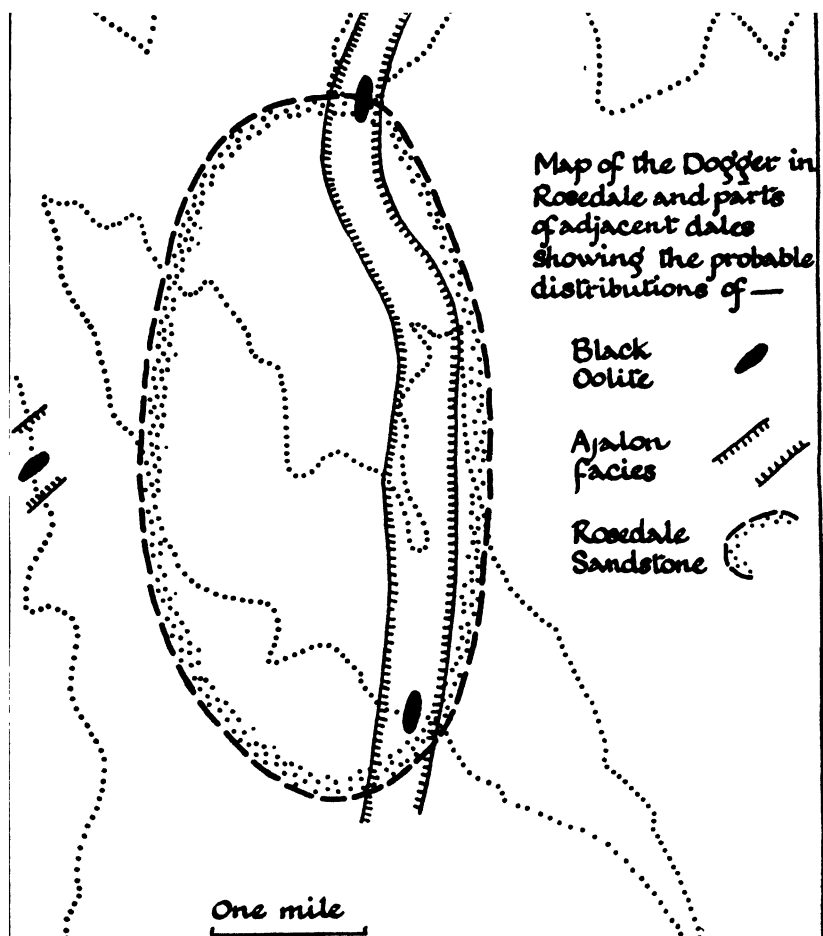 Map of the Dogger in
Rosedale and parts
of adjacent dales
showing the probable
distributions of —
Black
Oolite
Ajalon
facies
Rosedale
Sandstone
One mile